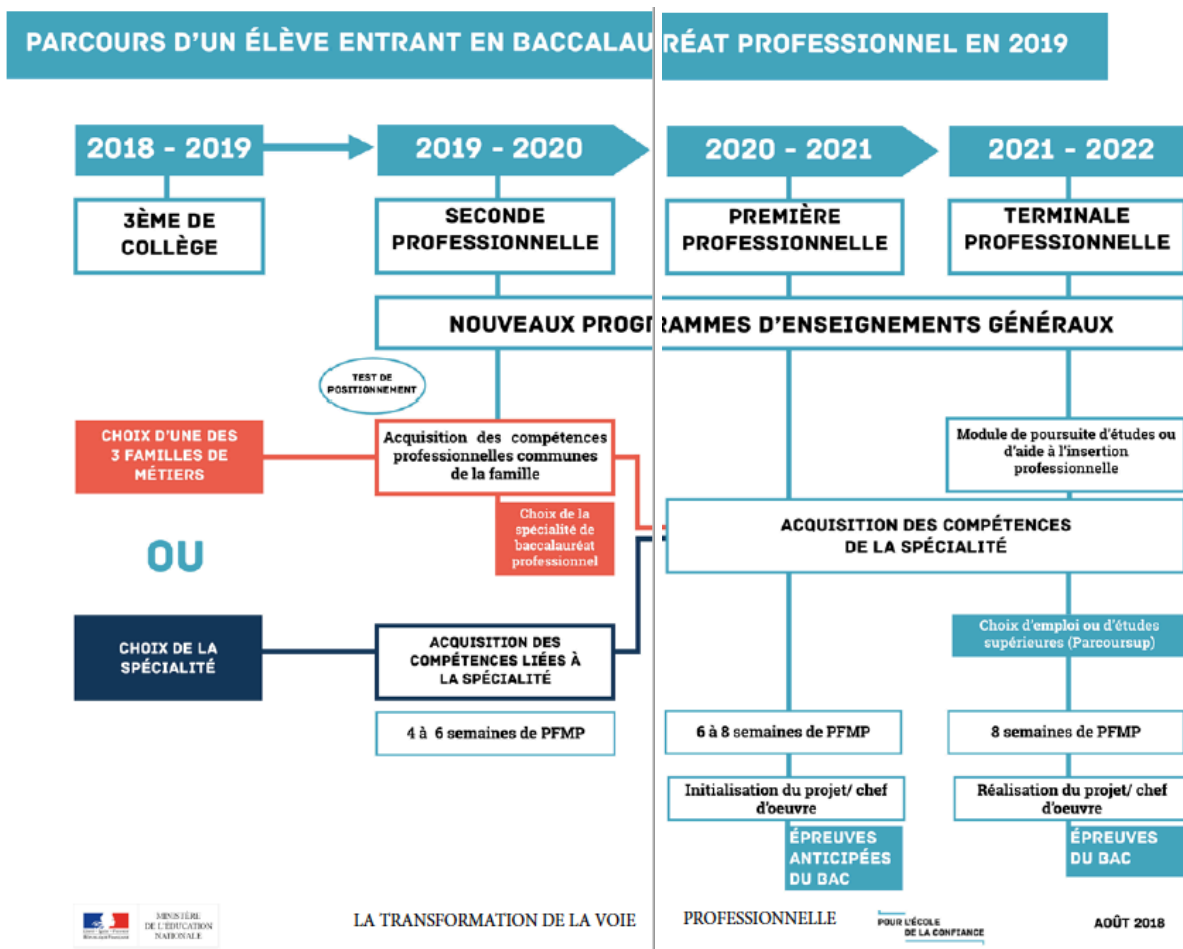 PARCOURS D'UN ÉLÈVE ENTRANT EN BACCALAURÉAT PROFESSIONNEL EN 2019
2018 - 2019
2019 - 2020
2020 - 2021
2021 - 2022
3ÈME DE
COLLÈGE
SECONDE
PROFESSIONNELLE
PREMIÈRE
PROFESSIONNELLE
TERMINALE
PROFESSIONNELLE
NOUVEAUX PROGRAMMES D'ENSEIGNEMENTS GÉNÉRAUX
TEST DE
POSITIONNEMENT
CHOIX D'UNE DES
3 FAMILLES DE
MÉTIERS
Acquisition des compétences
professionnelles communes
de la famille
Module de poursuite d'études ou
d'aide à l'insertion
professionnelle
Choix de la
spécialité de
baccalauréat
professionnel
ACQUISITION DES COMPÉTENCES
DE LA SPÉCIALITÉ
OU
CHOIX DE LA
SPÉCIALITÉ
ACQUISITION DES
COMPÉTENCES LIÉES À
LA SPÉCIALITÉ
Choix d'emploi ou d'études
supérieures (Parcoursup)
4 à 6 semaines de PFMP
6 à 8 semaines de PFMP
8 semaines de PFMP
Initialisation du projet/ chef
d'oeuvre
Réalisation du projet/ chef
d'oeuvre
ÉPREUVES
ANTICIPÉES
DU BAC
ÉPREUVES
DU BAC
MINISTÈRE
DE L'ÉDUCATION
NATIONALE
LA TRANSFORMATION DE LA VOIE PROFESSIONNELLE
POUR L'ÉCOLE
DE LA CONFIANCE
AOÛT 2018